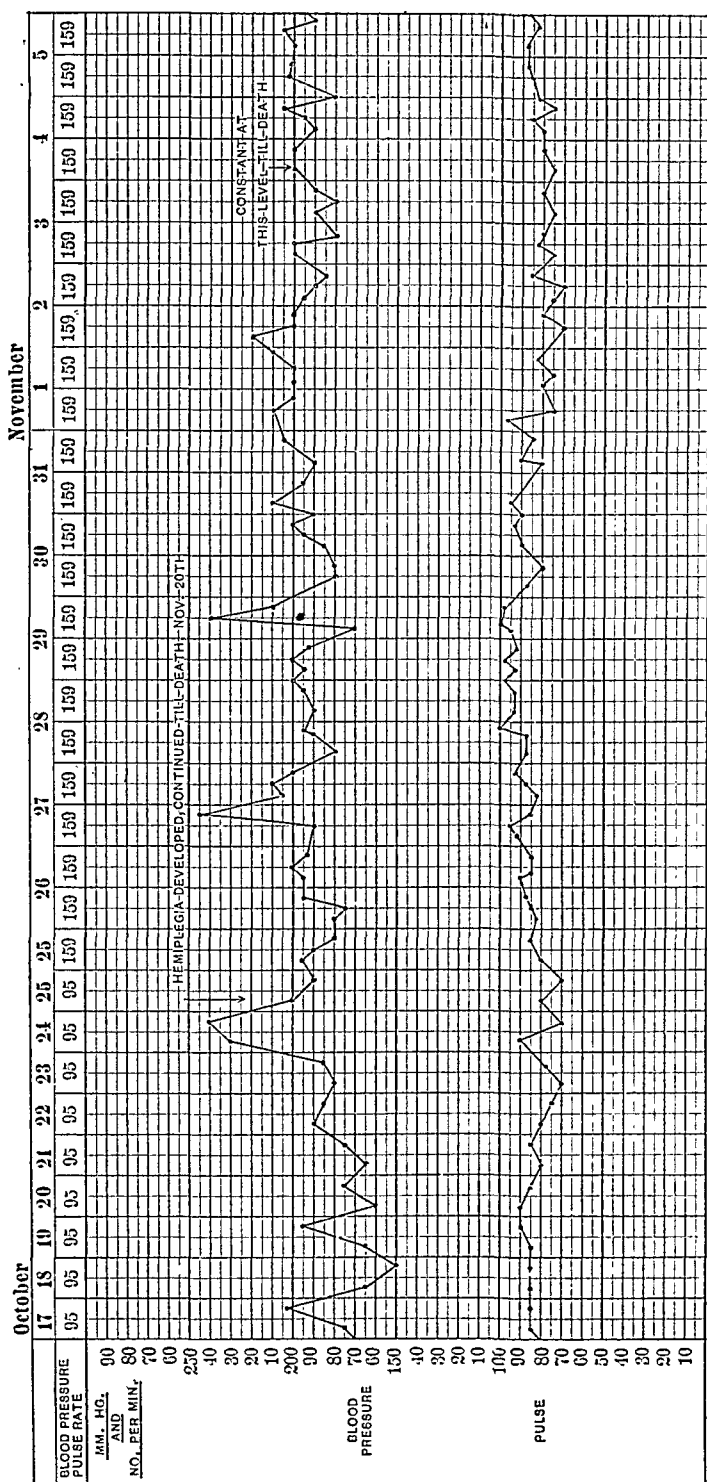 October November
17 18 19 20 21 22 23 24 25 25 26 27 28 29 30 31 1 2 3 4 5
BLOOD PRESSURE
PULSE RATE
95 95 95 95 95 95 95 95 95 159 159 159 159 159 159 159 159 159 159 159 159 159 159 159 159 159 159 159 159 159 159 159
MM. HG.
AND
NO. PER MIN.
90
80
70
60
250
40
30
20
10
200
90
80
70
60
150
40
30
20
10
100
90
80
70
60
50
40
30
20
10
HEMIPLEGIA-DEVELOPED, CONTINUED-TILL-DEATH-NOV.-20TH
CONSTANT AT
THIS-LEVEL-TILL-DEATH
BLOOD
PRESSURE
PULSE